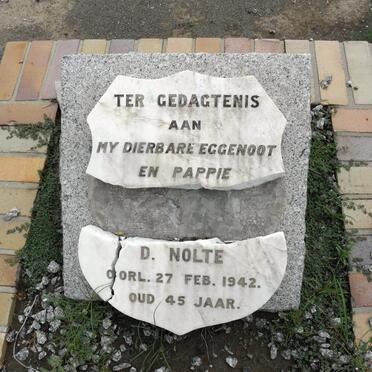 TER GEDAGTENIS
AAN
MY DIERBARE EGGENOOT
EN PAPPIE
D. NOLTE
OORL. 27 FEB. 1942.
OUD 45 JAAR.